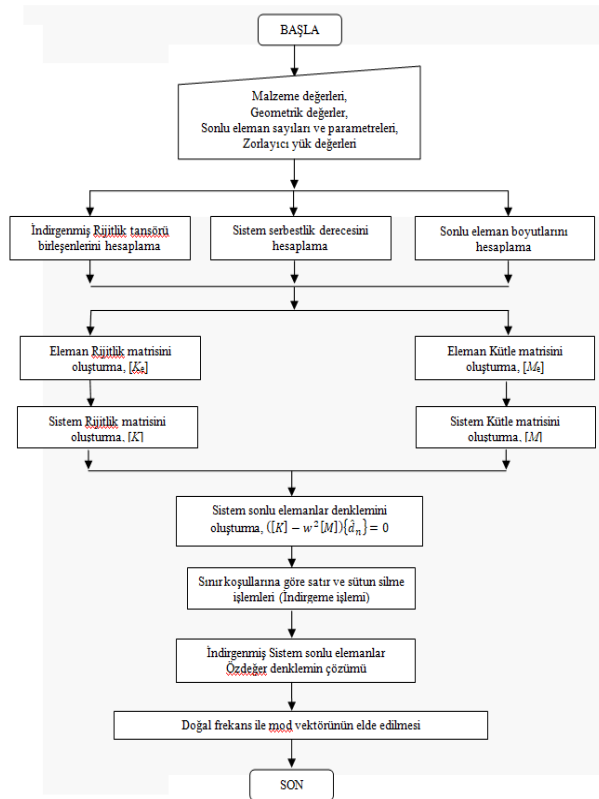 BAŞLA
Malzeme değerleri,
Geometrik değerler,
Sonlu eleman sayıları ve parametreleri,
Zorlayıcı yük değerleri
İndirgenmiş Rijitlik tansörü
birleşenlerini hesaplama
Sistem serbestlik derecesini
hesaplama
Sonlu eleman boyutlarını
hesaplama
Eleman Rijitlik matrisini
oluşturma, [Kₑ]
Eleman Kütle matrisini
oluşturma, [Mₑ]
Sistem Rijitlik matrisini
oluşturma, [K]
Sistem Kütle matrisini
oluşturma, [M]
Sistem sonlu elemanlar denklemini
oluşturma, ([K] − w²[M]){d̂ₙ} = 0
Sınır koşullarına göre satır ve sütun silme
işlemleri (İndirgeme işlemi)
İndirgenmiş Sistem sonlu elemanlar
Özdeğer denklemin çözümü
Doğal frekans ile mod vektörünün elde edilmesi
SON